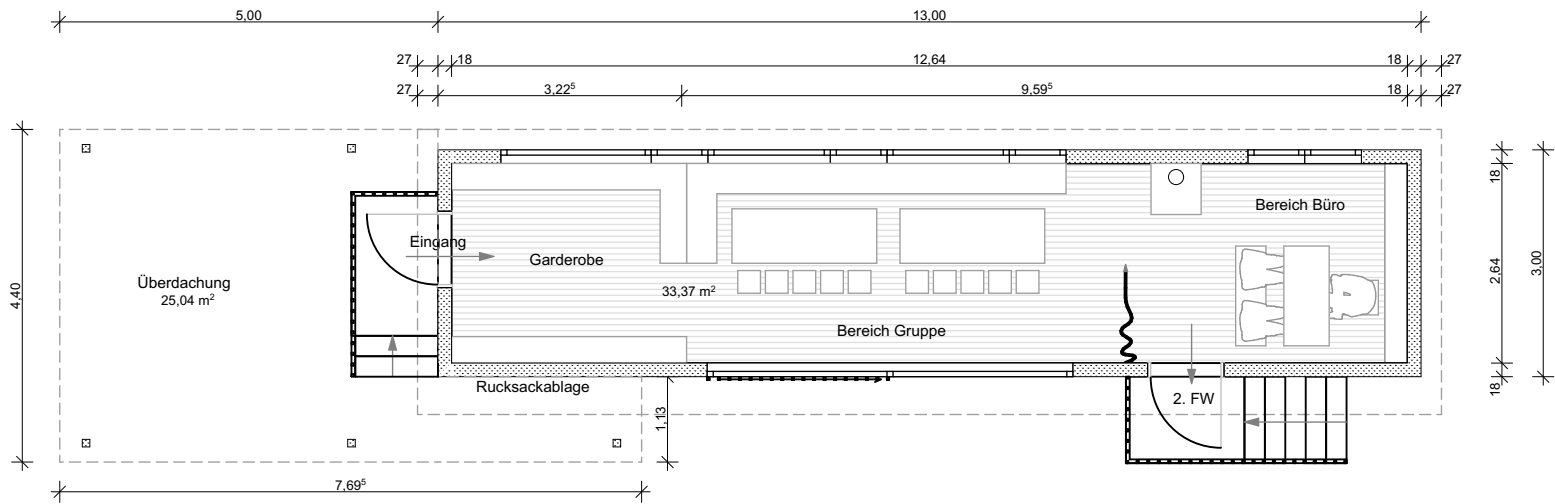 5,00 13,00
27 18 12,64 18 27
27 3,22⁵ 9,59⁵ 18 27
4,40
Überdachung
25,04 m²
Eingang
Garderobe
33,37 m²
Bereich Gruppe
Bereich Büro
Rucksackablage
2. FW
1,13
18
2,64
18
3,00
7,69⁵